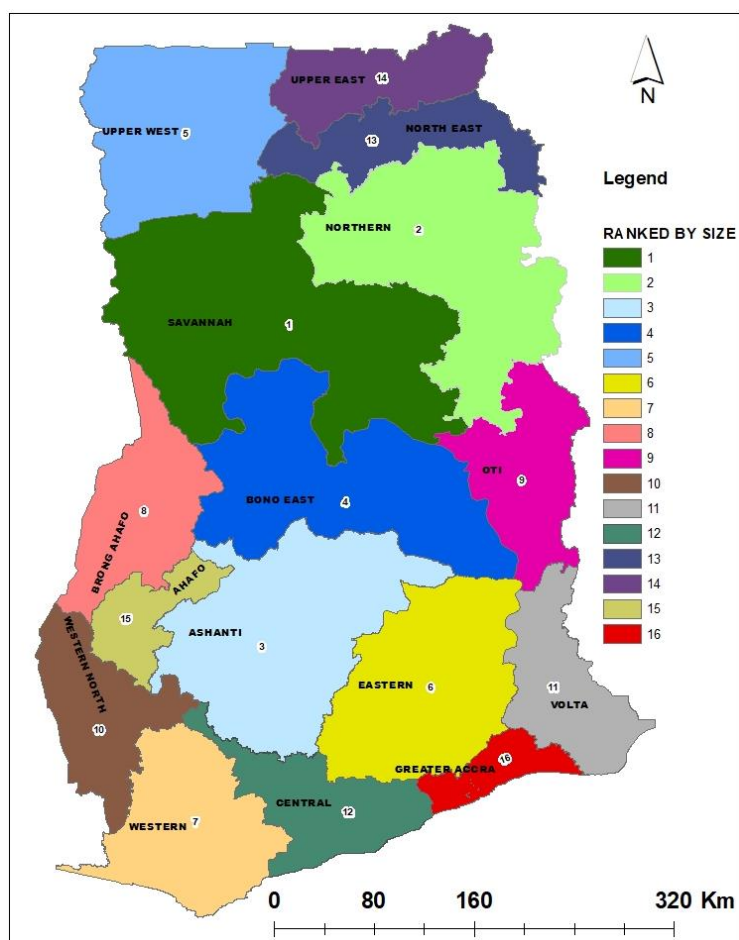 UPPER EAST
14
UPPER WEST 5
NORTH EAST
13
N
Legend
NORTHERN
2
RANKED BY SIZE
1
2
3
4
5
6
7
8
9
10
11
12
13
14
15
16
SAVANNAH
1
OTI
9
BONO EAST
4
8
BRONG AHAFO
AHAFO
15
ASHANTI
3
WESTERN NORTH
10
EASTERN
6
11
VOLTA
GREATER ACCRA
16
CENTRAL
12
WESTERN
7
0 80 160 320 Km